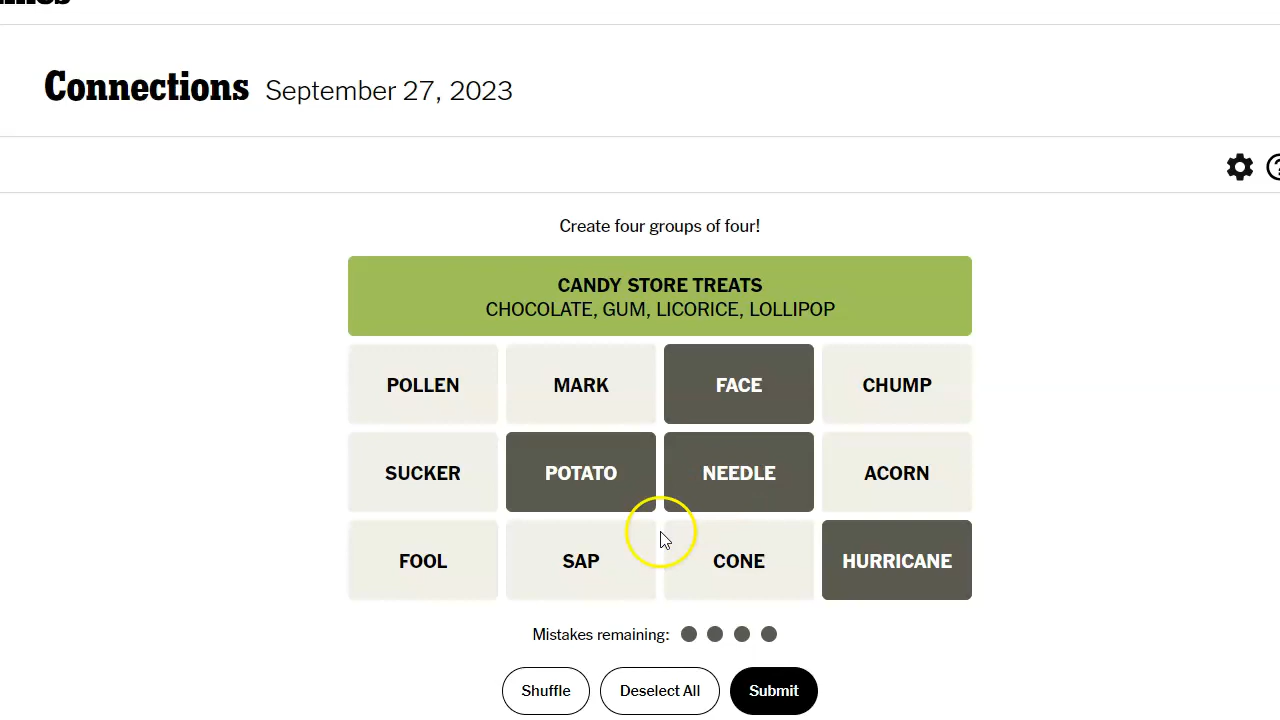 Connections September 27, 2023
Create four groups of four!
CANDY STORE TREATS
CHOCOLATE, GUM, LICORICE, LOLLIPOP
POLLEN MARK FACE CHUMP
SUCKER POTATO NEEDLE ACORN
FOOL SAP CONE HURRICANE
Mistakes remaining:
Shuffle Deselect All Submit